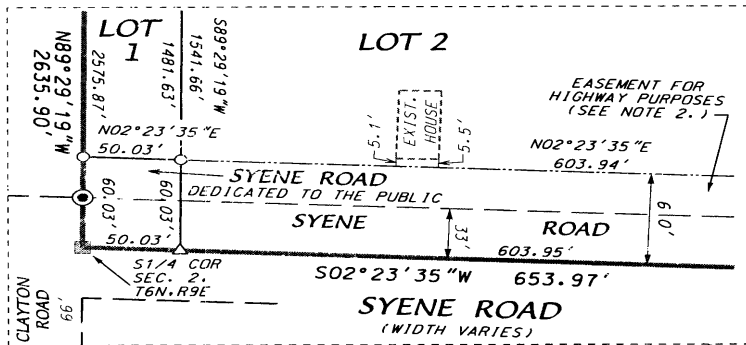 LOT
1
LOT 2
N89°29'19"W
2635.90'
2575.87'
1481.63'
S89°29'19"W
1541.66'
EASEMENT FOR
HIGHWAY PURPOSES
(SEE NOTE 2.)
EXIST.
HOUSE
5.1'
5.5'
N02°23'35"E
50.03'
N02°23'35"E
603.94'
SYENE ROAD
DEDICATED TO THE PUBLIC
60.03'
60.03'
SYENE ROAD
60'
33'
50.03'
603.95'
S1/4 COR
SEC. 2.
T6N.R9E
S02°23'35"W 653.97'
CLAYTON
ROAD
66'
SYENE ROAD
(WIDTH VARIES)